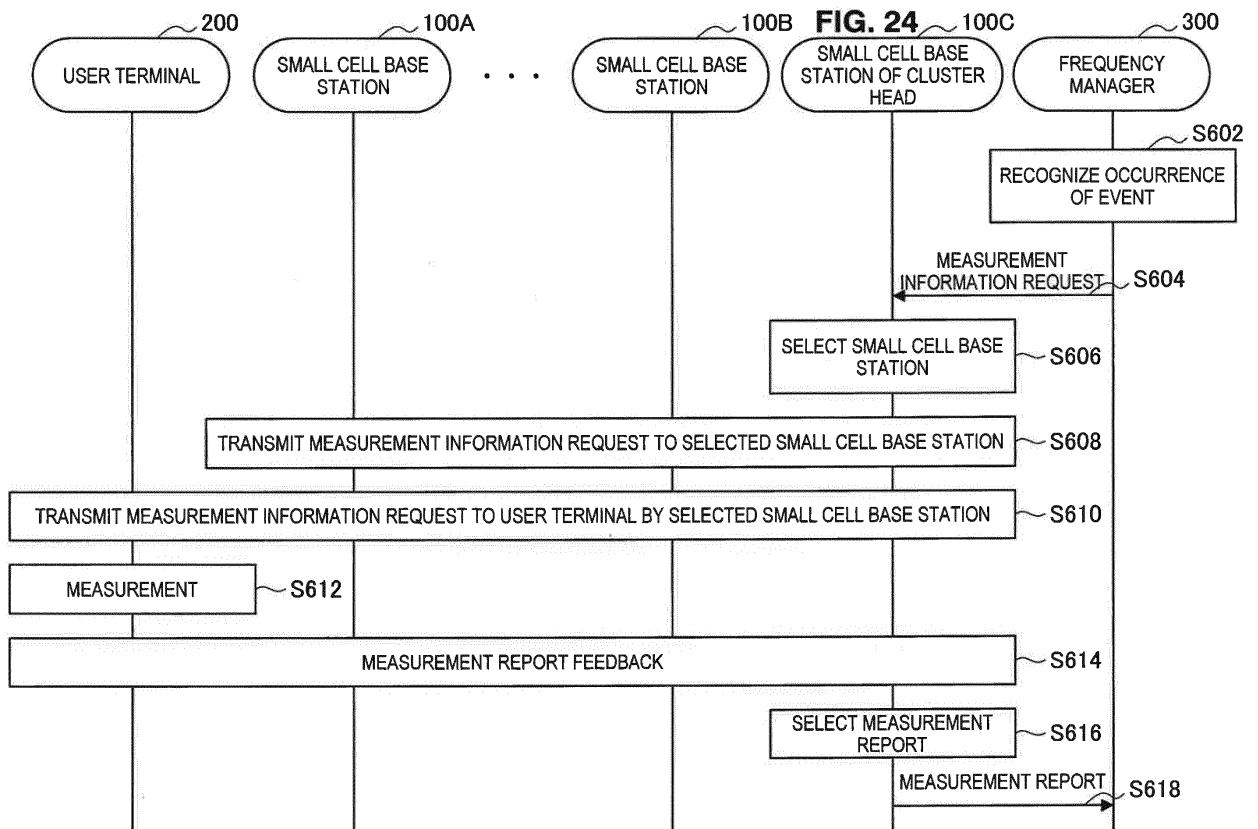 FIG. 24
200
100A
100B
100C
300
USER TERMINAL
SMALL CELL BASE
STATION
. . . .
SMALL CELL BASE
STATION
SMALL CELL BASE
STATION OF CLUSTER
HEAD
FREQUENCY
MANAGER
S602
RECOGNIZE OCCURRENCE
OF EVENT
MEASUREMENT
INFORMATION REQUEST
S604
SELECT SMALL CELL BASE
STATION
S606
TRANSMIT MEASUREMENT INFORMATION REQUEST TO SELECTED SMALL CELL BASE STATION
S608
TRANSMIT MEASUREMENT INFORMATION REQUEST TO USER TERMINAL BY SELECTED SMALL CELL BASE STATION
S610
MEASUREMENT
S612
MEASUREMENT REPORT FEEDBACK
S614
SELECT MEASUREMENT
REPORT
S616
MEASUREMENT REPORT
S618